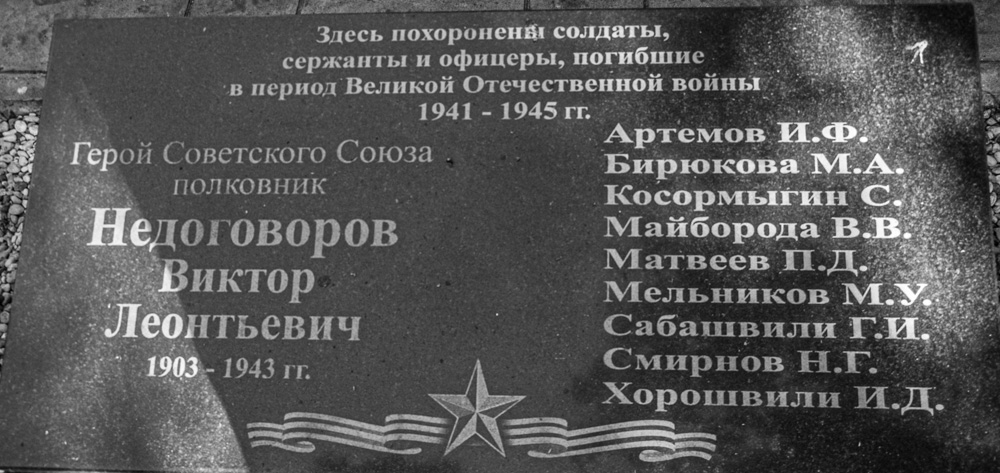 Здесь похоронены солдаты,
сержанты и офицеры, погибшие
в период Великой Отечественной войны
1941 - 1945 гг.
Герой Советского Союза
полковник
Недоговоров
Виктор
Леонтьевич
1903 - 1943 гг.
Артемов И.Ф.
Бирюкова М.А.
Косормыгин С.
Майборода В.В.
Матвеев П.Д.
Мельников М.У.
Сабашвили Г.И.
Смирнов Н.Г.
Хорошвили И.Д.